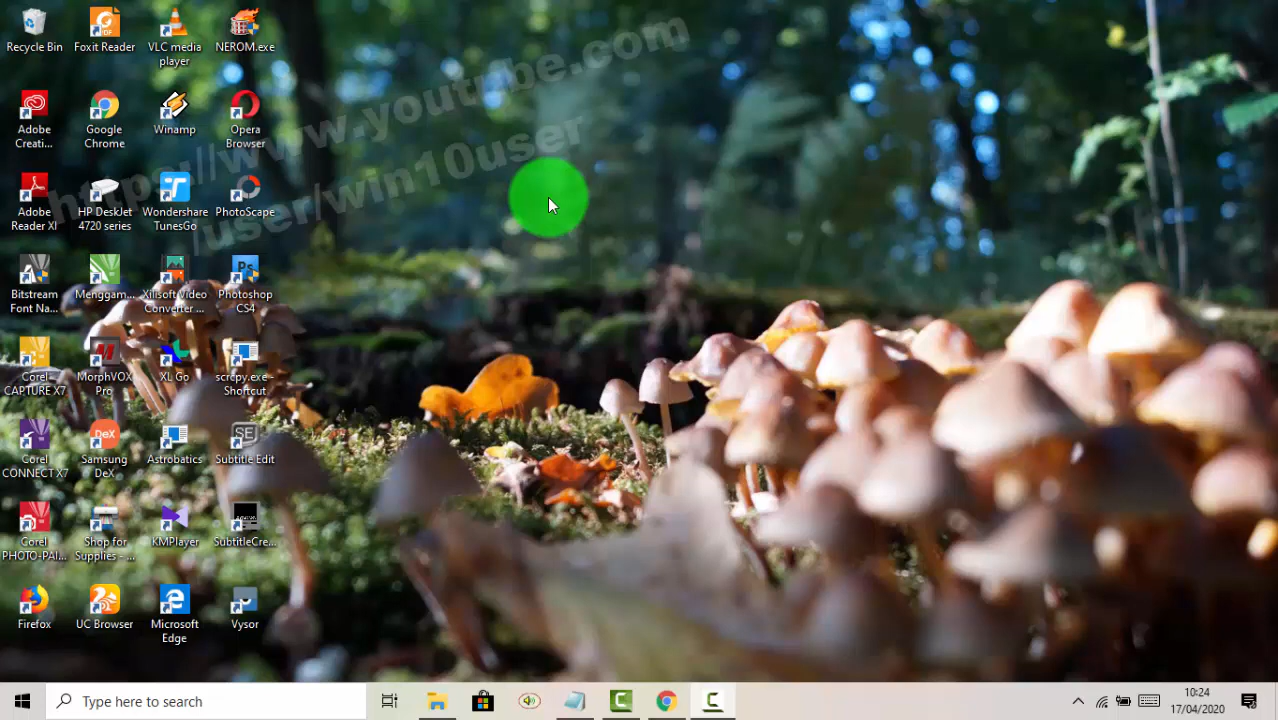 Recycle Bin
Foxit Reader
VLC media
player
NEROM.exe
https://www.youtube.com
/user/win10user
Adobe
Creati...
Google
Chrome
Winamp
Opera
Browser
Adobe
Reader XI
HP DeskJet
4720 series
Wondershare
TunesGo
PhotoScape
Bitstream
Font Na...
Menggam...
Xilisoft Video
Converter ...
Photoshop
CS4
Corel
CAPTURE X7
MorphVOX
Pro
XL Go
scrcpy.exe -
Shortcut
Corel
CONNECT X7
Samsung
DeX
Astrobatics
Subtitle Edit
Corel
PHOTO-PAI...
Shop for
Supplies - ...
KMPlayer
SubtitleCre...
Firefox
UC Browser
Microsoft
Edge
Vysor
Type here to search
0:24
17/04/2020